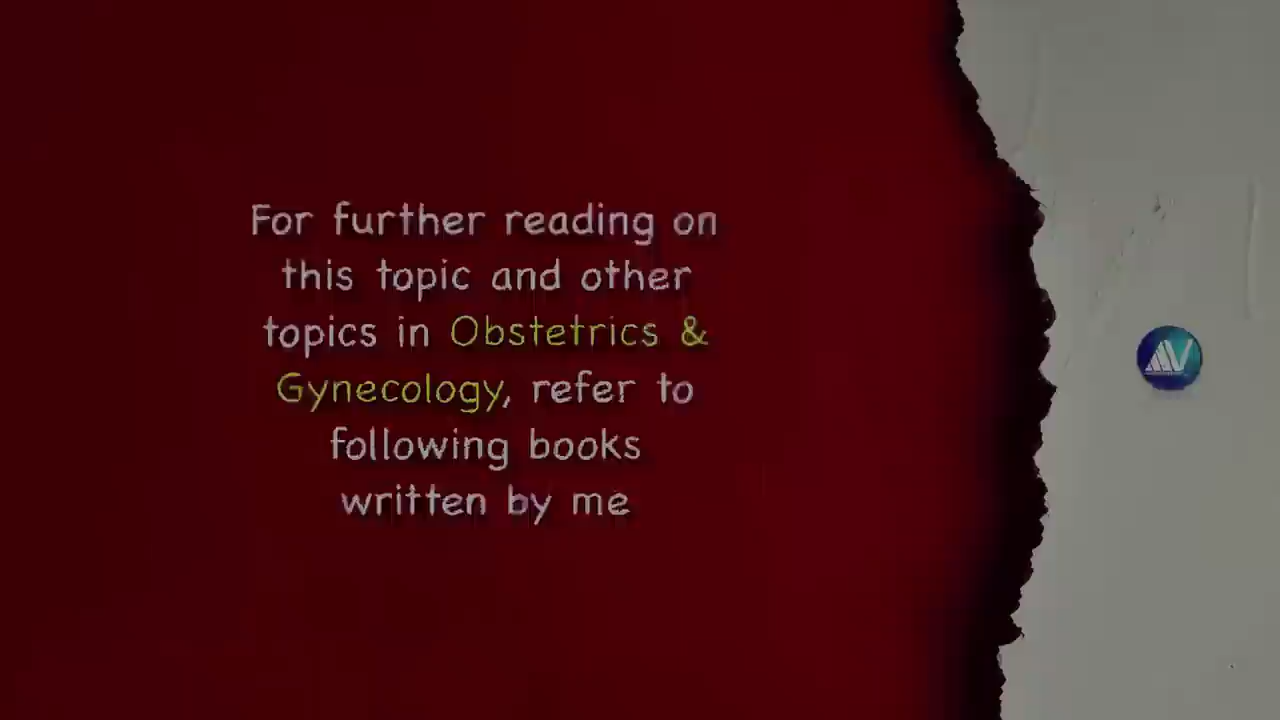 For further reading on
this topic and other
topics in Obstetrics &
Gynecology, refer to
following books
written by me